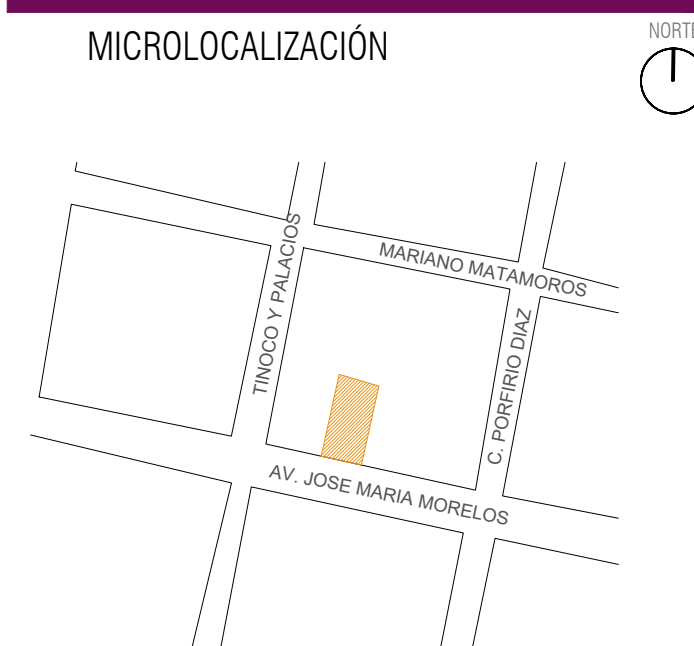 MICROLOCALIZACIÓN
NORTE
MARIANO MATAMOROS
TINOCO Y PALACIOS
C. PORFIRIO DIAZ
AV. JOSE MARIA MORELOS